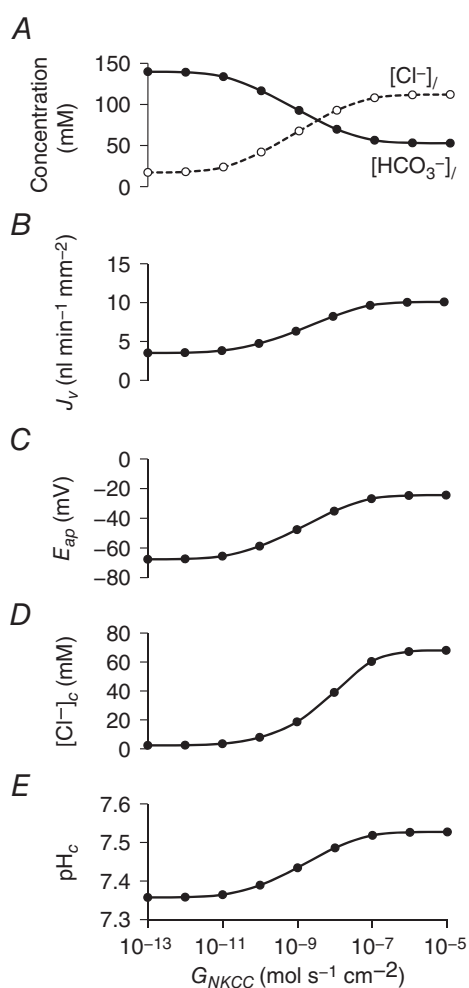 A
Concentration
(mM)
150
100
50
0
[Cl−]l
[HCO3−]l
B
Jv (nl min−1 mm−2)
15
10
5
0
C
Eap (mV)
0
−20
−40
−60
−80
D
[Cl−]c (mM)
80
60
40
20
0
E
pHc
7.6
7.5
7.4
7.3
10−13 10−11 10−9 10−7 10−5
GNKCC (mol s−1 cm−2)